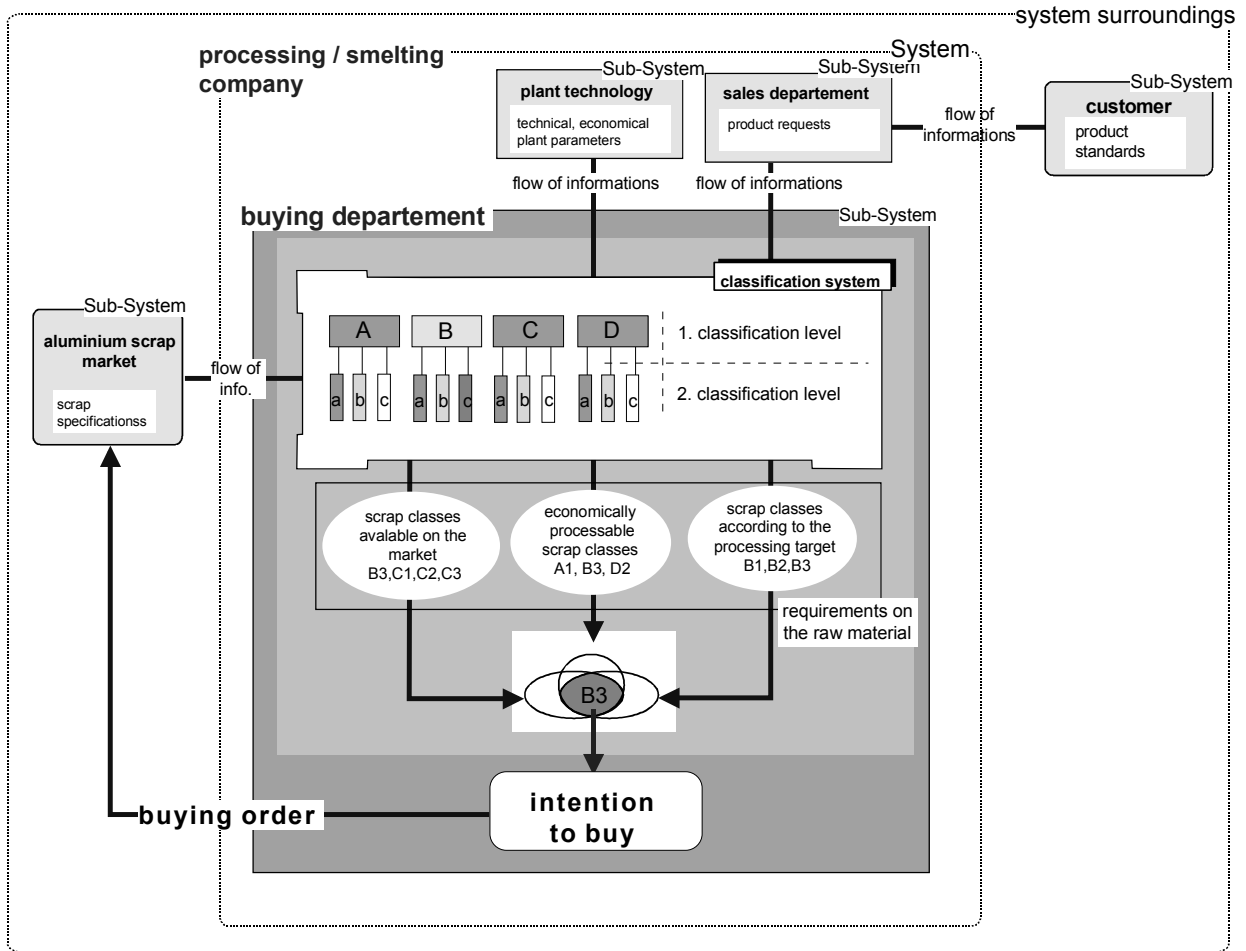 system surroundings
System
processing / smelting
company
Sub-System
plant technology
technical, economical
plant parameters
Sub-System
sales departement
product requests
flow of
informations
Sub-System
customer
product
standards
flow of informations
flow of informations
buying departement
Sub-System
classification system
A
B
C
D
1. classification level
a
b
c
a
b
c
a
b
c
a
b
c
2. classification level
Sub-System
aluminium scrap
market
scrap
specificationss
flow of
info.
scrap classes
avalable on the
market
B3,C1,C2,C3
economically
processable
scrap classes
A1, B3, D2
scrap classes
according to the
processing target
B1,B2,B3
requirements on
the raw material
B3
intention
to buy
buying order